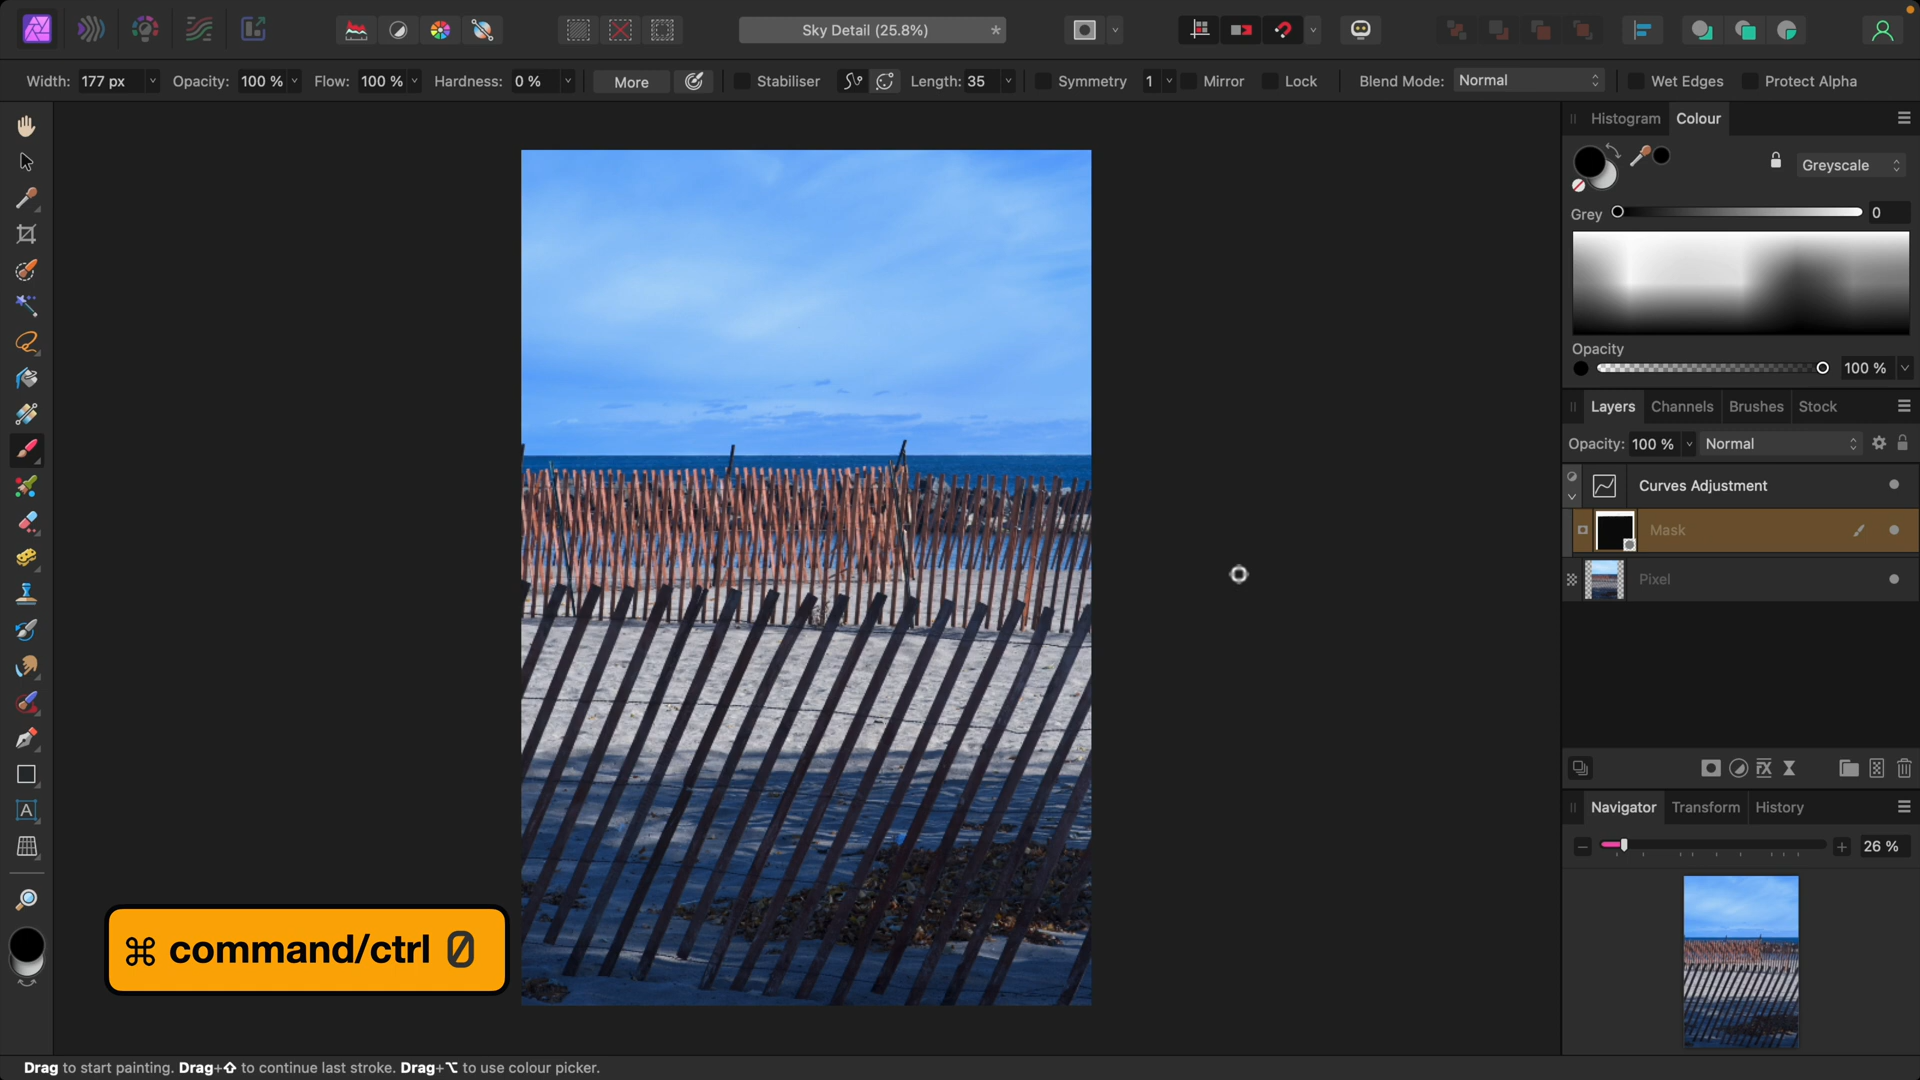 Sky Detail (25.8%) *
Width: 177 px Opacity: 100 % Flow: 100 % Hardness: 0 % More Stabiliser Length: 35 Symmetry 1 Mirror Lock Blend Mode: Normal Wet Edges Protect Alpha
Histogram Colour
Greyscale
Grey 0
Opacity
100 %
Layers Channels Brushes Stock
Opacity: 100 % Normal
Curves Adjustment
Mask
Pixel
FX
Navigator Transform History
26 %
A
⌘ command/ctrl 0
Drag to start painting. Drag+⇧ to continue last stroke. Drag+⌥ to use colour picker.